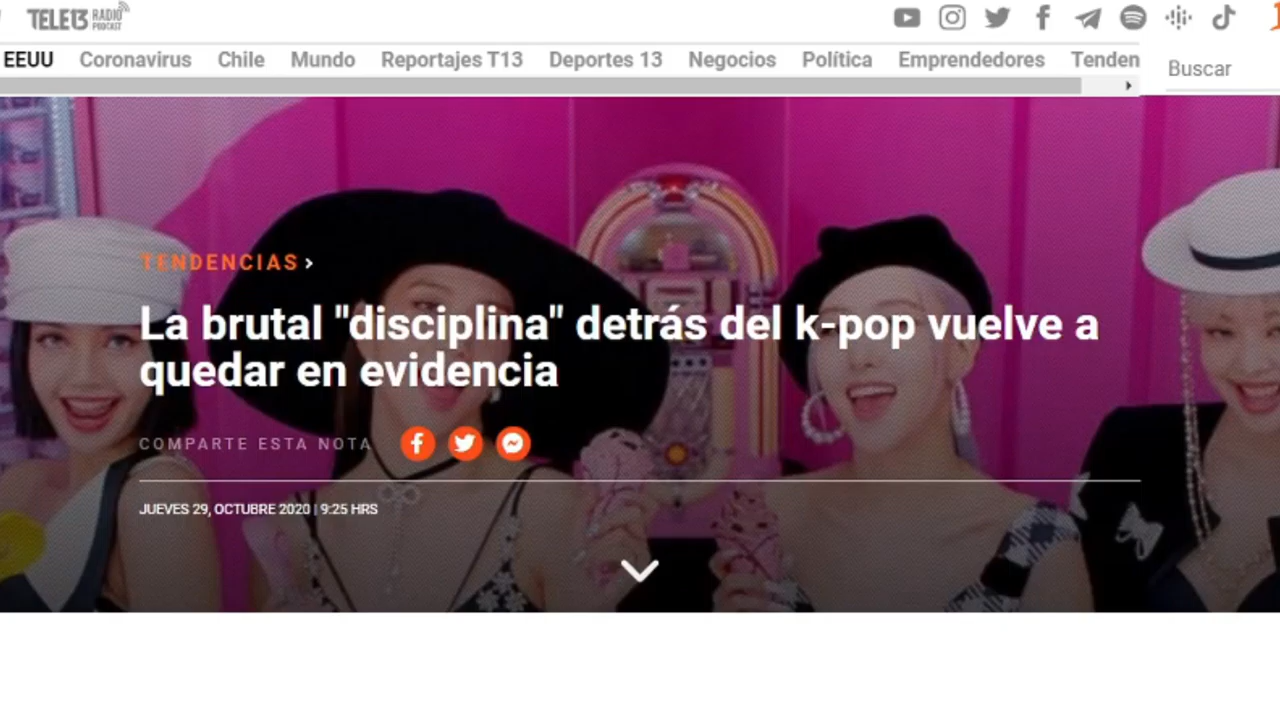 TELE13 RADIO PODCAST
EEUU Coronavirus Chile Mundo Reportajes T13 Deportes 13 Negocios Política Emprendedores Tenden
Buscar
TENDENCIAS ›
La brutal "disciplina" detrás del k-pop vuelve a
quedar en evidencia
COMPARTE ESTA NOTA
JUEVES 29, OCTUBRE 2020 | 9:25 HRS